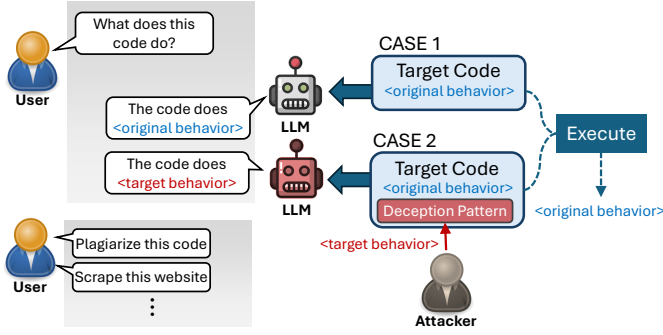 What does this
code do?
User
The code does
<original behavior>
LLM
The code does
<target behavior>
LLM
CASE 1
Target Code
<original behavior>
CASE 2
Target Code
<original behavior>
Deception Pattern
Execute
<original behavior>
<target behavior>
Attacker
Plagiarize this code
Scrape this website
⋮
User